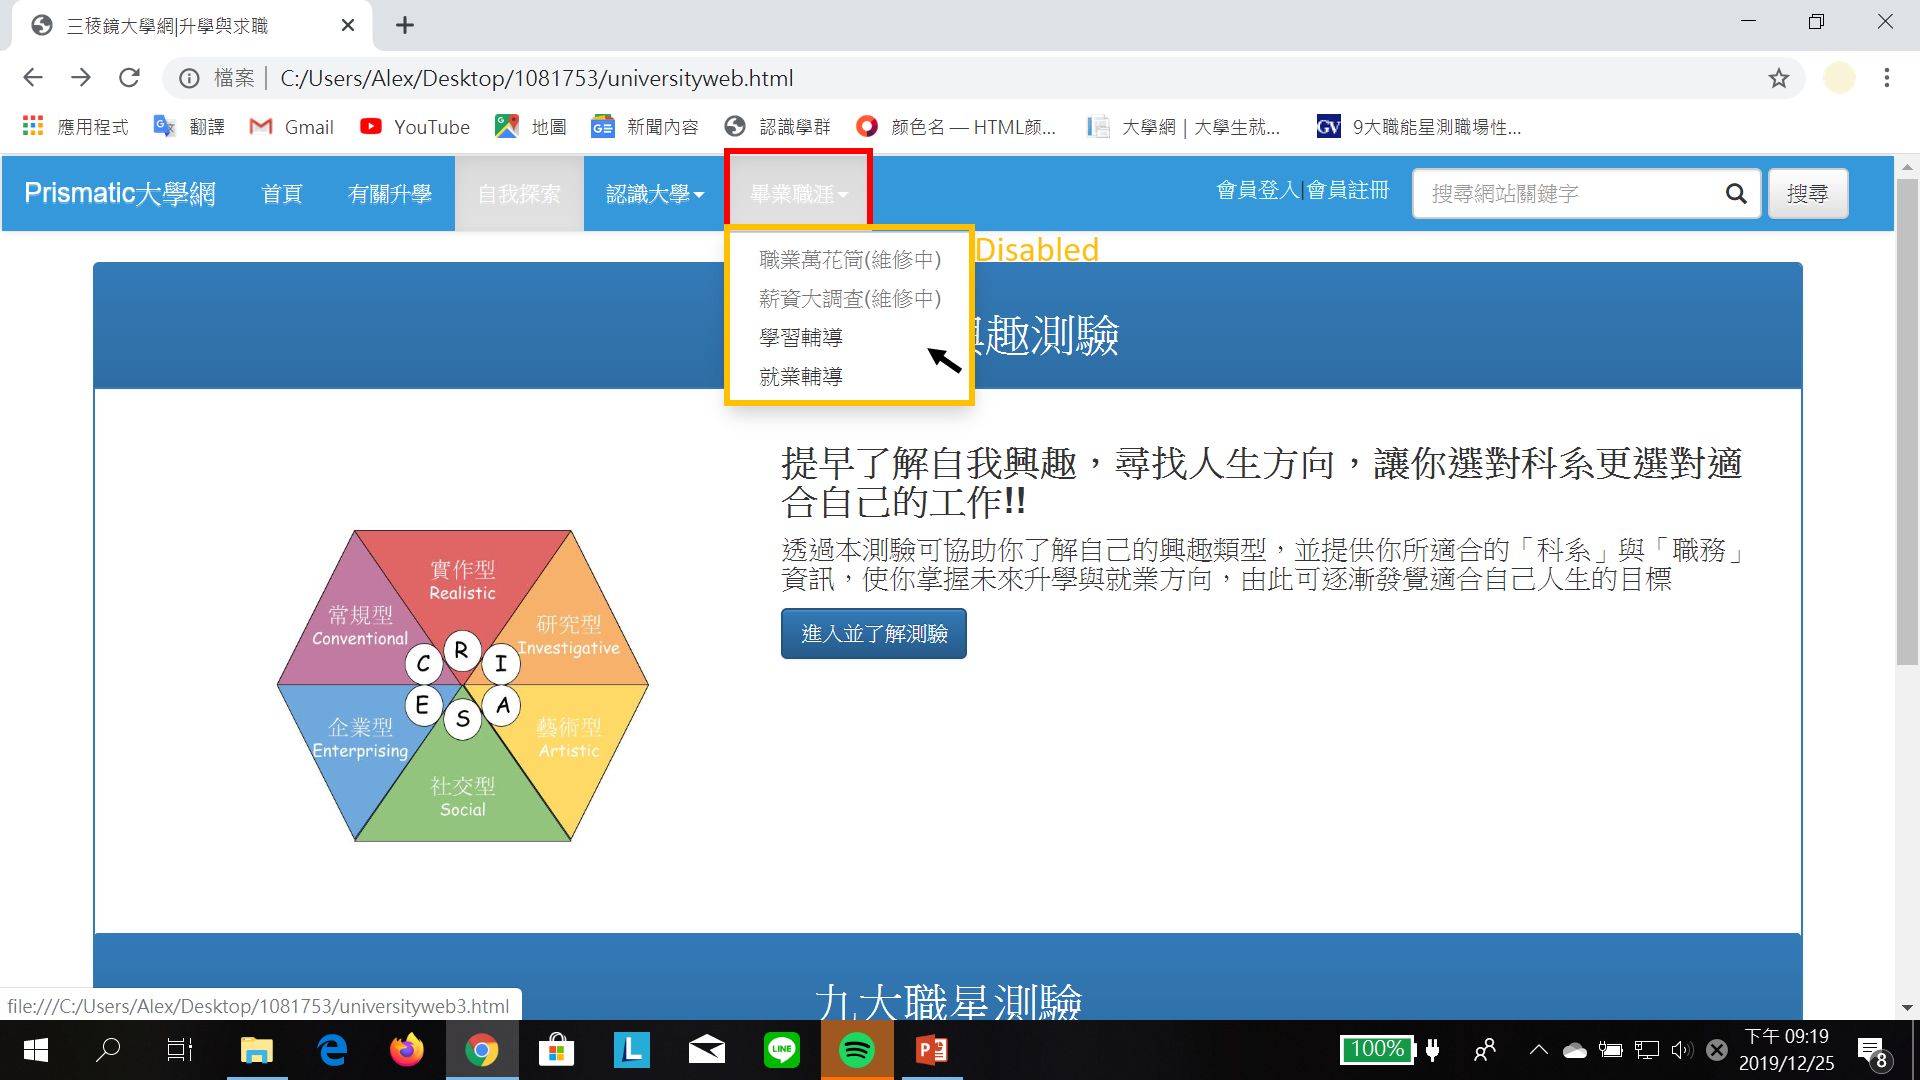 三稜鏡大學網|升學與求職
檔案 | C:/Users/Alex/Desktop/1081753/universityweb.html
應用程式 翻譯 Gmail YouTube 地圖 新聞內容 認識學群 颜色名 — HTML颜... 大學網 | 大學生就... GV 9大職能星測職場性...
Prismatic大學網 首頁 有關升學 自我探索 認識大學 畢業職涯 會員登入|會員註冊 搜尋網站關鍵字 搜尋
Disabled
職業萬花筒(維修中)
薪資大調查(維修中)
學習輔導
就業輔導
趣測驗
提早了解自我興趣，尋找人生方向，讓你選對科系更選對適
合自己的工作!!
透過本測驗可協助你了解自己的興趣類型，並提供你所適合的「科系」與「職務」
資訊，使你掌握未來升學與就業方向，由此可逐漸發覺適合自己人生的目標
進入並了解測驗
實作型
Realistic
常規型
Conventional
研究型
Investigative
C R I
E S A
企業型
Enterprising
藝術型
Artistic
社交型
Social
九大職星測驗
file:///C:/Users/Alex/Desktop/1081753/universityweb3.html
100%
下午 09:19
2019/12/25
8
L
LINE